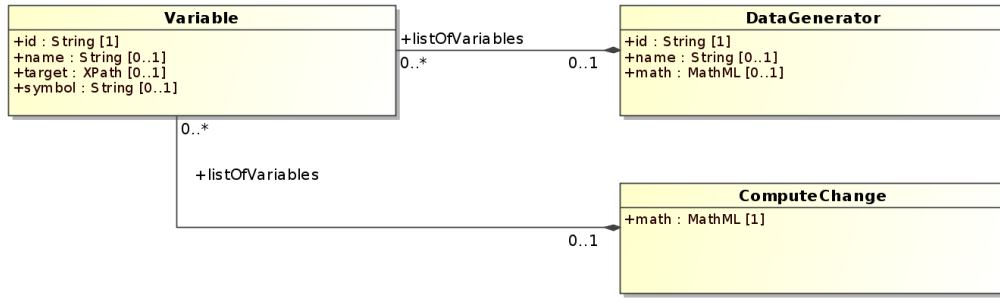 Variable
+id : String [1]
+name : String [0..1]
+target : XPath [0..1]
+symbol : String [0..1]
+listOfVariables
0..*
0..1
DataGenerator
+id : String [1]
+name : String [0..1]
+math : MathML [0..1]
0..*
+listOfVariables
0..1
ComputeChange
+math : MathML [1]